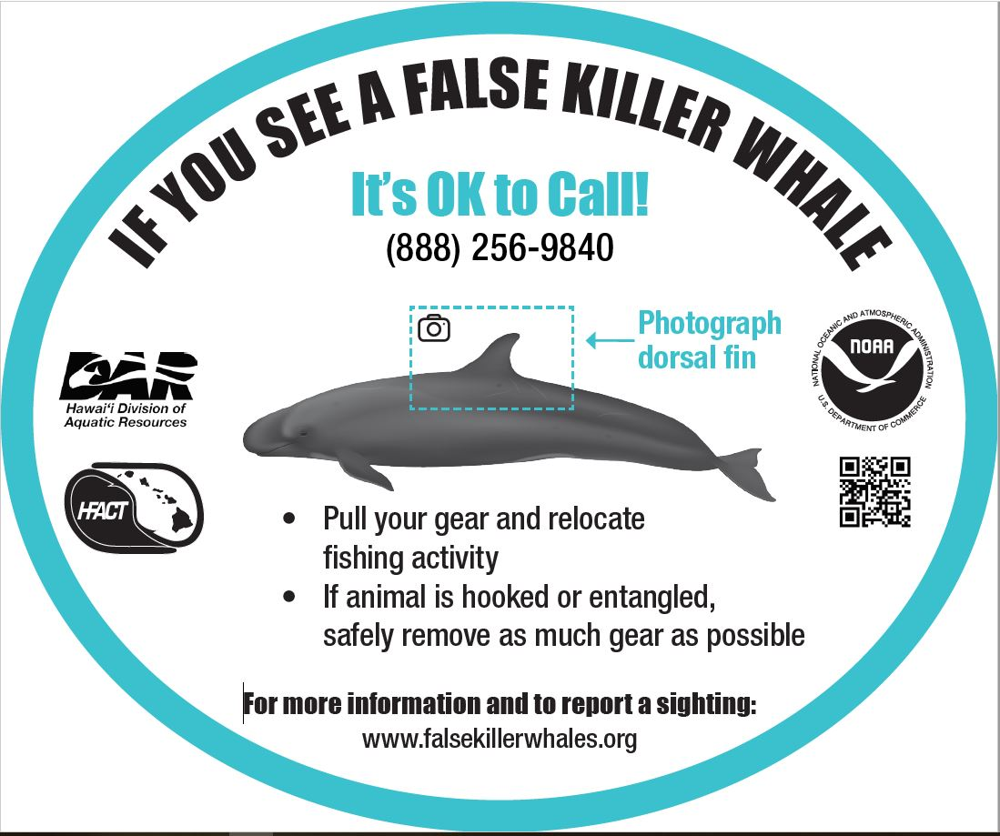 IF YOU SEE A FALSE KILLER WHALE
It's OK to Call!
(888) 256-9840
Photograph
dorsal fin
DAR
Hawaiʻi Division of
Aquatic Resources
NATIONAL OCEANIC AND ATMOSPHERIC ADMINISTRATION
NOAA
U.S. DEPARTMENT OF COMMERCE
HFACT
• Pull your gear and relocate
fishing activity
• If animal is hooked or entangled,
safely remove as much gear as possible
For more information and to report a sighting:
www.falsekillerwhales.org